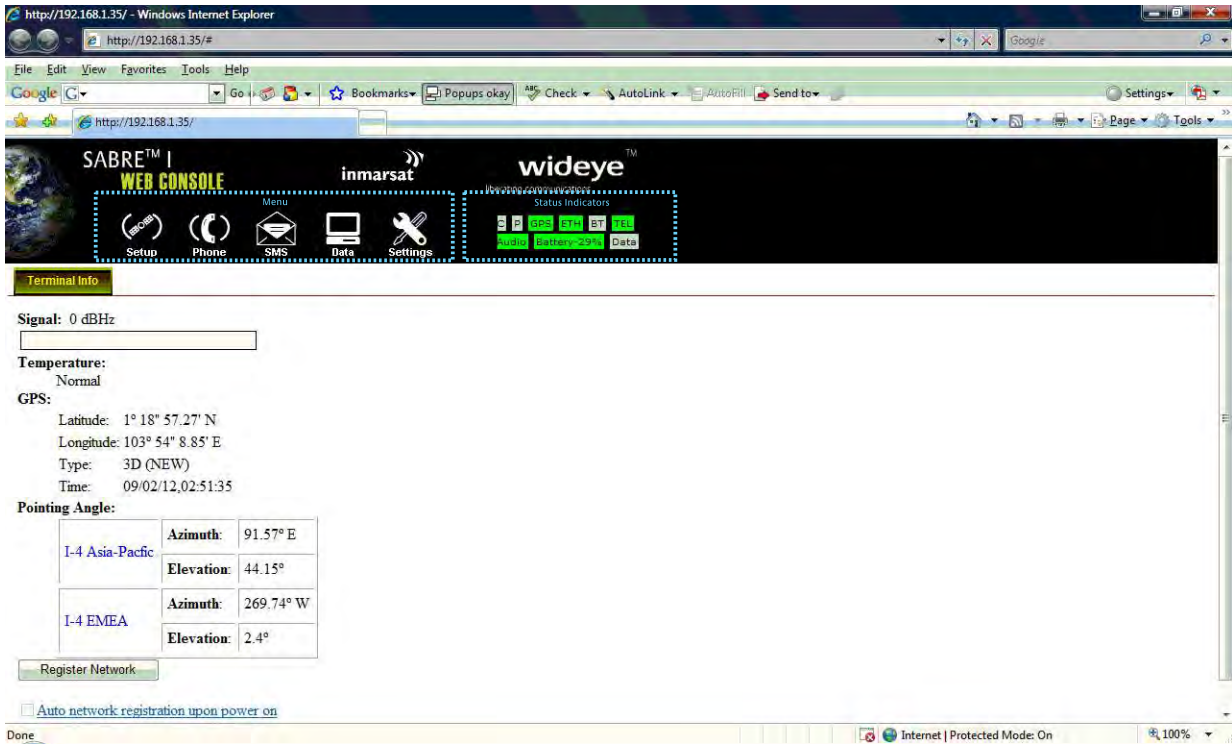 http://192.168.1.35/ - Windows Internet Explorer
http://192.168.1.35/#
Google
File Edit View Favorites Tools Help
Google G Go Bookmarks Popups okay ABC Check AutoLink AutoFill Send to Settings
http://192.168.1.35/
Page Tools
SABRE™ I
WEB CONSOLE
inmarsat
wideye™
liberating communications
Menu
Status Indicators
Setup Phone SMS Data Settings
C P GPS ETH BT TEL
Audio Battery-29% Data
Terminal Info
Signal: 0 dBHz
Temperature:
Normal
GPS:
Latitude: 1° 18" 57.27' N
Longitude: 103° 54" 8.85' E
Type: 3D (NEW)
Time: 09/02/12,02:51:35
Pointing Angle:
I-4 Asia-Pacfic
Azimuth: 91.57° E
Elevation: 44.15°
I-4 EMEA
Azimuth: 269.74° W
Elevation: 2.4°
Register Network
Auto network registration upon power on
Done
Internet | Protected Mode: On
100%